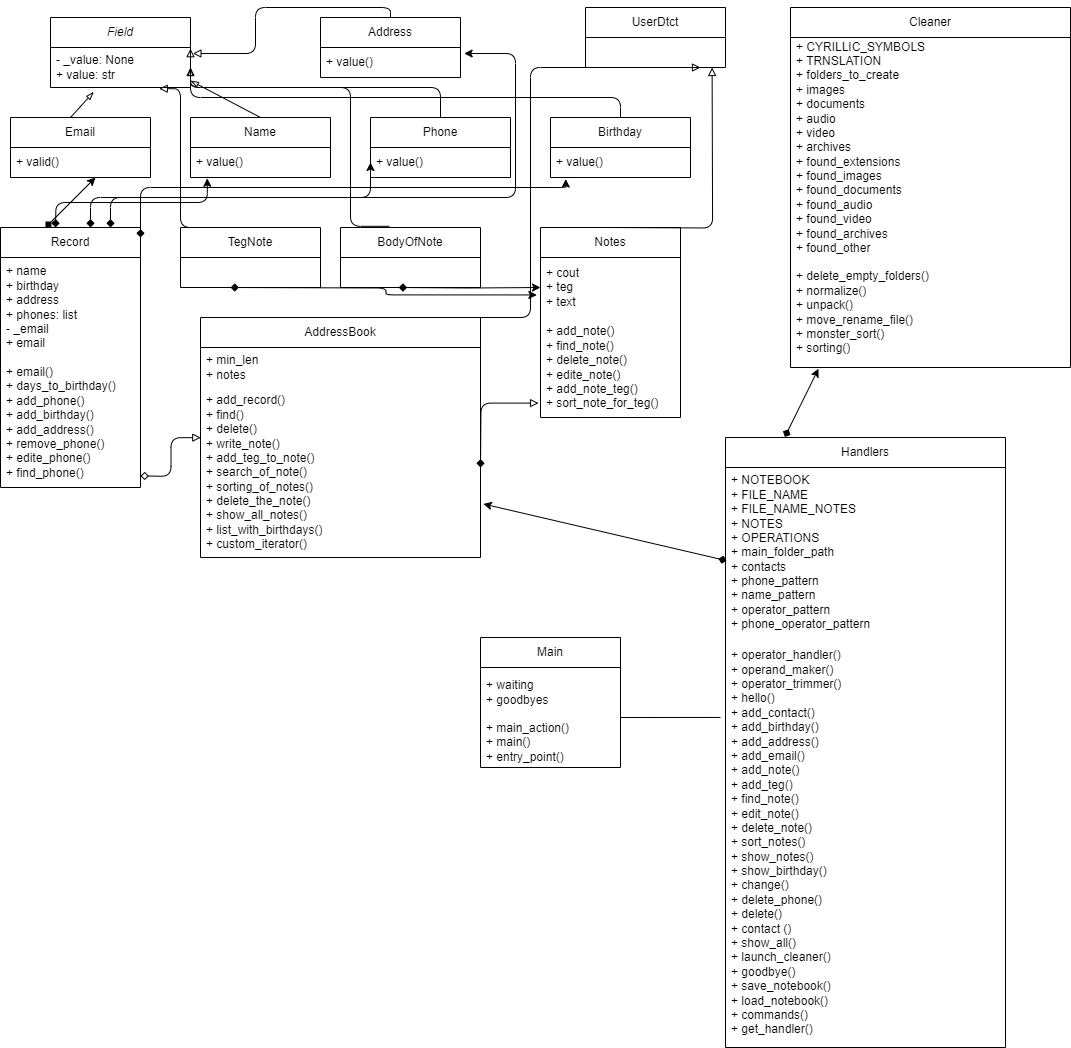 Field
- _value: None
+ value: str
Address
+ value()
UserDtct
Cleaner
+ CYRILLIC_SYMBOLS
+ TRNSLATION
+ folders_to_create
+ images
+ documents
+ audio
+ video
+ archives
+ found_extensions
+ found_images
+ found_documents
+ found_audio
+ found_video
+ found_archives
+ found_other
+ delete_empty_folders()
+ normalize()
+ unpack()
+ move_rename_file()
+ monster_sort()
+ sorting()
Email
+ valid()
Name
+ value()
Phone
+ value()
Birthday
+ value()
Record
+ name
+ birthday
+ address
+ phones: list
- _email
+ email
+ email()
+ days_to_birthday()
+ add_phone()
+ add_birthday()
+ add_address()
+ remove_phone()
+ edite_phone()
+ find_phone()
TegNote
BodyOfNote
Notes
+ cout
+ teg
+ text
+ add_note()
+ find_note()
+ delete_note()
+ edite_note()
+ add_note_teg()
+ sort_note_for_teg()
AddressBook
+ min_len
+ notes
+ add_record()
+ find()
+ delete()
+ write_note()
+ add_teg_to_note()
+ search_of_note()
+ sorting_of_notes()
+ delete_the_note()
+ show_all_notes()
+ list_with_birthdays()
+ custom_iterator()
Handlers
+ NOTEBOOK
+ FILE_NAME
+ FILE_NAME_NOTES
+ NOTES
+ OPERATIONS
+ main_folder_path
+ contacts
+ phone_pattern
+ name_pattern
+ operator_pattern
+ phone_operator_pattern
+ operator_handler()
+ operand_maker()
+ operator_trimmer()
+ hello()
+ add_contact()
+ add_birthday()
+ add_address()
+ add_email()
+ add_note()
+ add_teg()
+ find_note()
+ edit_note()
+ delete_note()
+ sort_notes()
+ show_notes()
+ show_birthday()
+ change()
+ delete_phone()
+ delete()
+ contact ()
+ show_all()
+ launch_cleaner()
+ goodbye()
+ save_notebook()
+ load_notebook()
+ commands()
+ get_handler()
Main
+ waiting
+ goodbyes
+ main_action()
+ main()
+ entry_point()